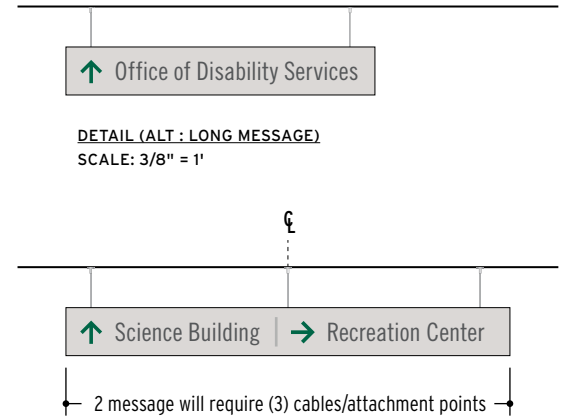 ↑ Office of Disability Services
DETAIL (ALT : LONG MESSAGE)
SCALE: 3/8" = 1'
℄
↑ Science Building | → Recreation Center
2 message will require (3) cables/attachment points